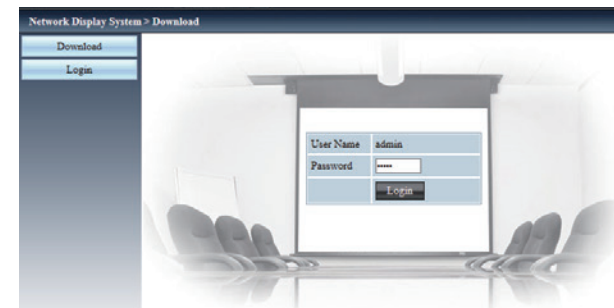 Network Display System > Download
Download
Login
User Name admin
Password •••••
Login